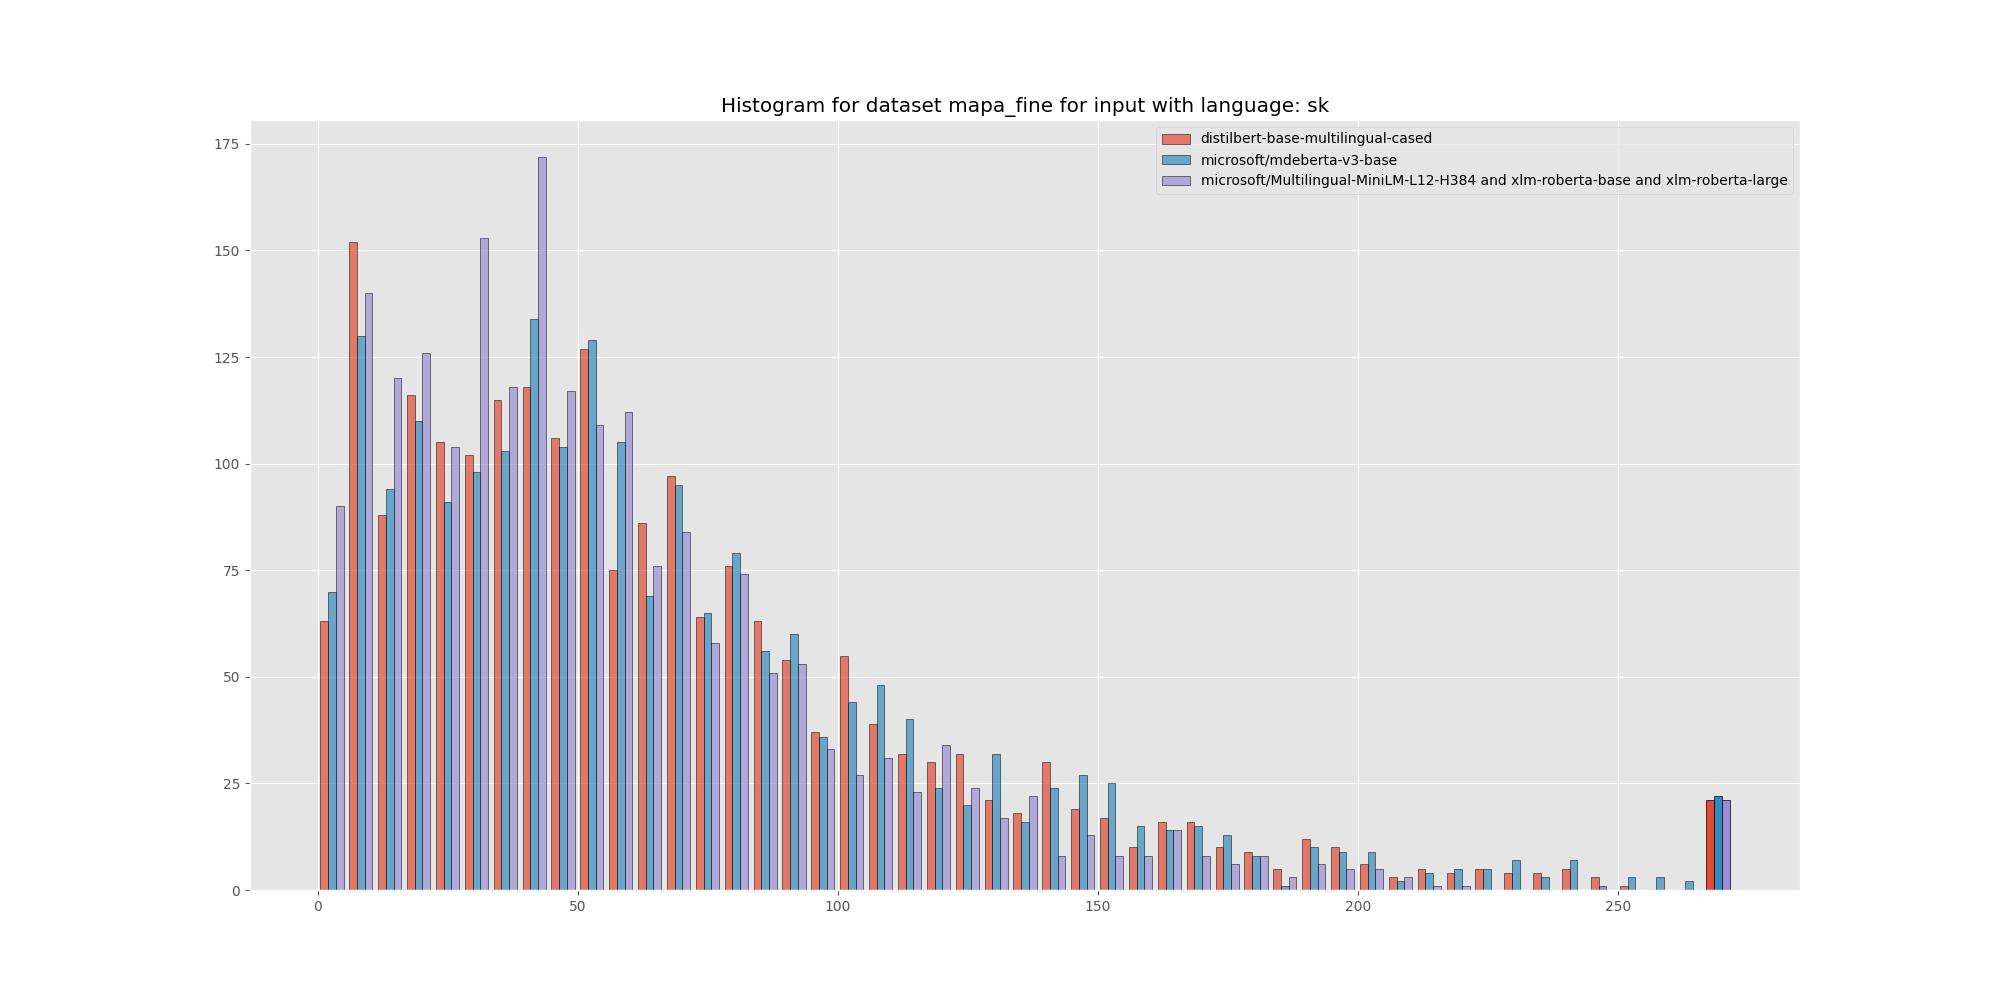 Histogram for dataset mapa_fine for input with language: sk
distilbert-base-multilingual-cased
microsoft/mdeberta-v3-base
microsoft/Multilingual-MiniLM-L12-H384 and xlm-roberta-base and xlm-roberta-large
175
150
125
100
75
50
25
0
0 50 100 150 200 250